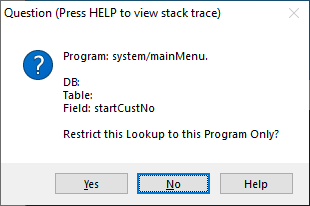 Question (Press HELP to view stack trace)
Program: system/mainMenu.
DB:
Table:
Field: startCustNo
Restrict this Lookup to this Program Only?
Yes No Help